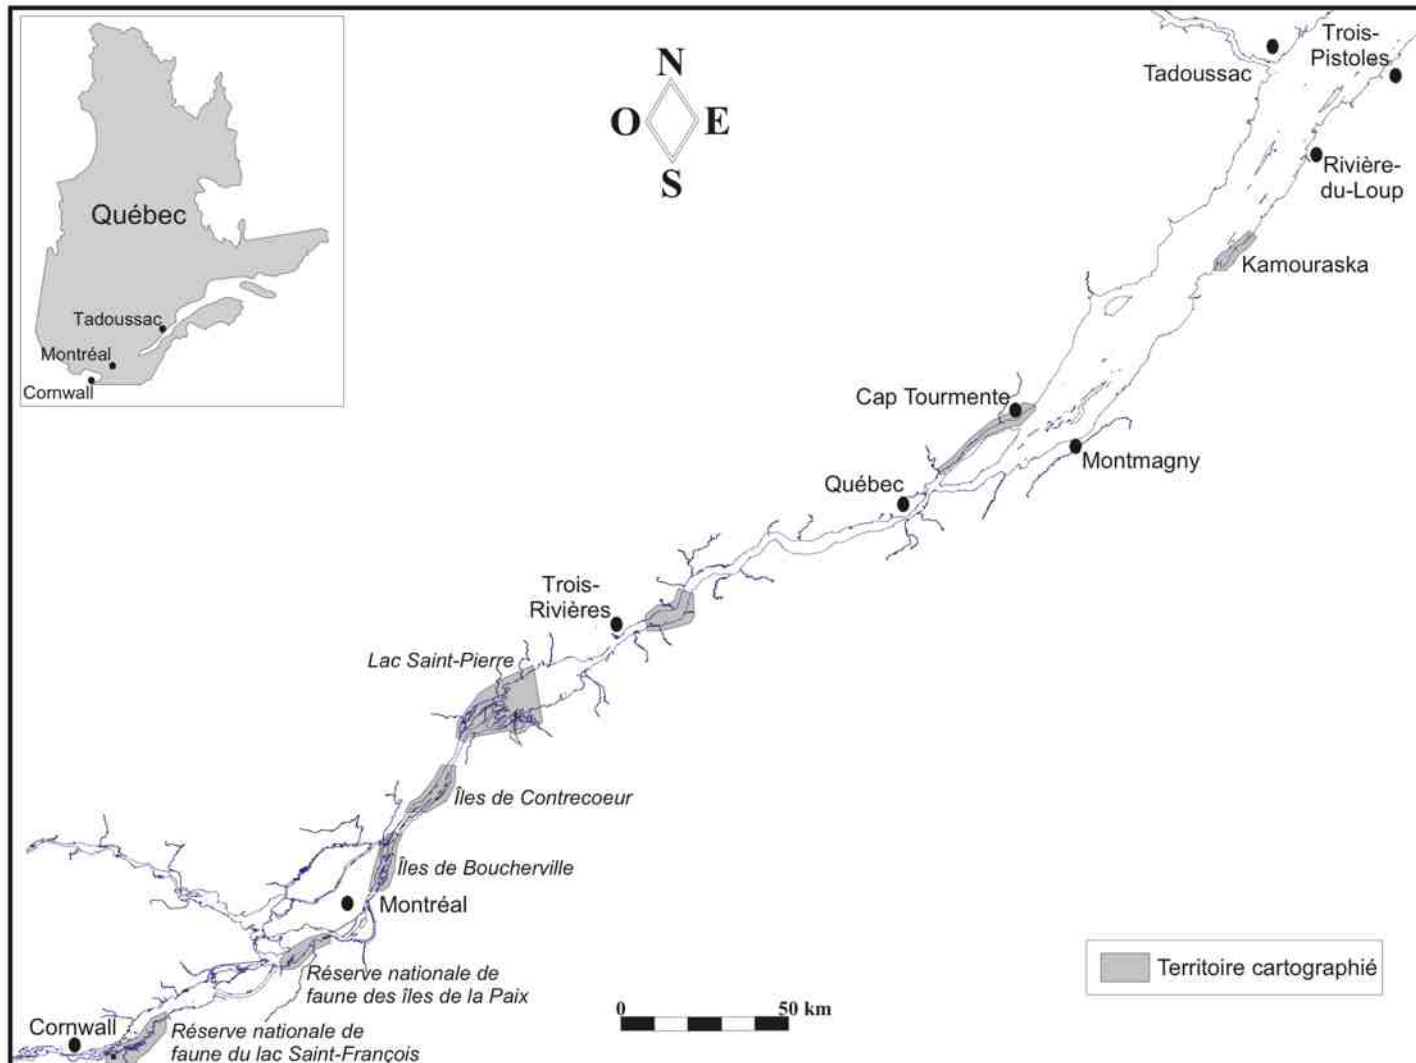 Québec
Tadoussac
Montréal
Cornwall
N
O E
S
Tadoussac
Trois-
Pistoles
Rivière-
du-Loup
Kamouraska
Cap Tourmente
Montmagny
Québec
Trois-
Rivières
Lac Saint-Pierre
Îles de Contrecoeur
Îles de Boucherville
Montréal
Réserve nationale de
faune des îles de la Paix
Cornwall
Réserve nationale de
faune du lac Saint-François
0 50 km
Territoire cartographié